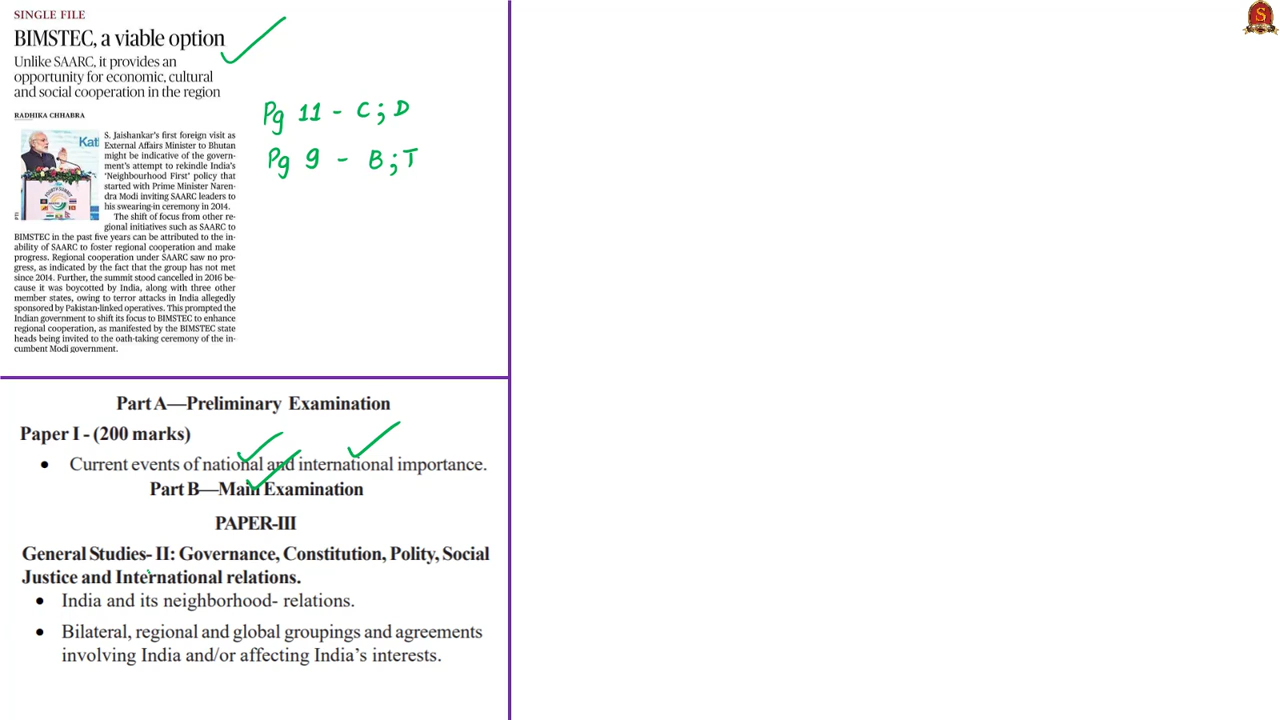 SINGLE FILE
BIMSTEC, a viable option
Unlike SAARC, it provides an
opportunity for economic, cultural
and social cooperation in the region
RADHIKA CHHABRA
Kat
S. Jaishankar's first foreign visit as
External Affairs Minister to Bhutan
might be indicative of the govern-
ment's attempt to rekindle India's
'Neighbourhood First' policy that
started with Prime Minister Naren-
dra Modi inviting SAARC leaders to
his swearing-in ceremony in 2014.
The shift of focus from other re-
gional initiatives such as SAARC to
BIMSTEC in the past five years can be attributed to the in-
ability of SAARC to foster regional cooperation and make
progress. Regional cooperation under SAARC saw no pro-
gress, as indicated by the fact that the group has not met
since 2014. Further, the summit stood cancelled in 2016 be-
cause it was boycotted by India, along with three other
member states, owing to terror attacks in India allegedly
sponsored by Pakistan-linked operatives. This prompted the
Indian government to shift its focus to BIMSTEC to enhance
regional cooperation, as manifested by the BIMSTEC state
heads being invited to the oath-taking ceremony of the in-
cumbent Modi government.
Pg 11 - C ; D
Pg 9 - B ; T
Part A—Preliminary Examination
Paper I - (200 marks)
• Current events of national and international importance.
Part B—Main Examination
PAPER-III
General Studies- II: Governance, Constitution, Polity, Social
Justice and International relations.
• India and its neighborhood- relations.
• Bilateral, regional and global groupings and agreements
involving India and/or affecting India's interests.
S